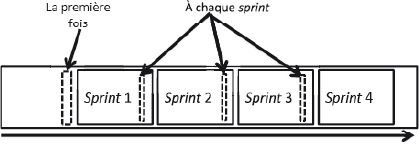 La première
fois
À chaque sprint
Sprint 1
Sprint 2
Sprint 3
Sprint 4